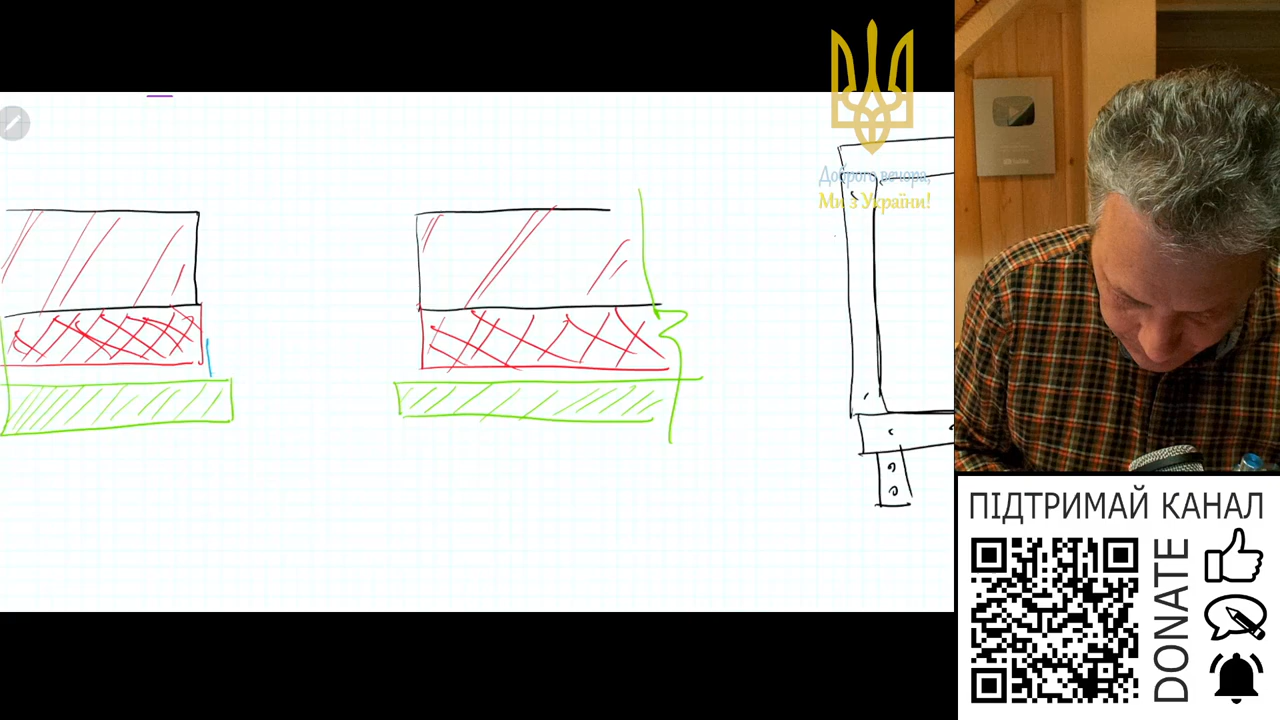 Доброго вечора,
Ми з України!
ПІДТРИМАЙ КАНАЛ
DONATE